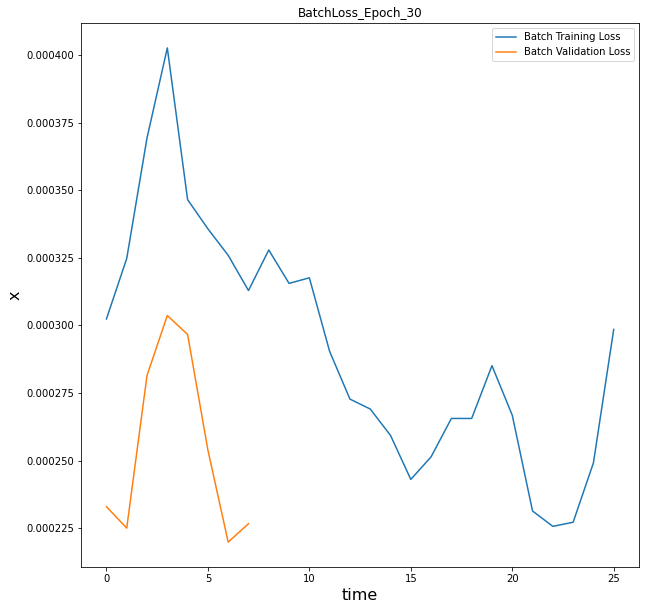 BatchLoss_Epoch_30
Batch Training Loss
Batch Validation Loss
0.000400
0.000375
0.000350
0.000325
0.000300
0.000275
0.000250
0.000225
x
0 5 10 15 20 25
time